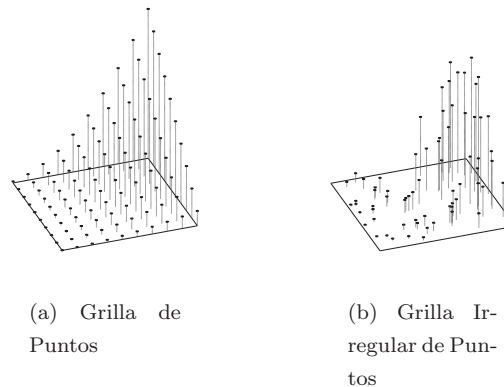 (a) Grilla de
Puntos
(b) Grilla Ir-
regular de Pun-
tos